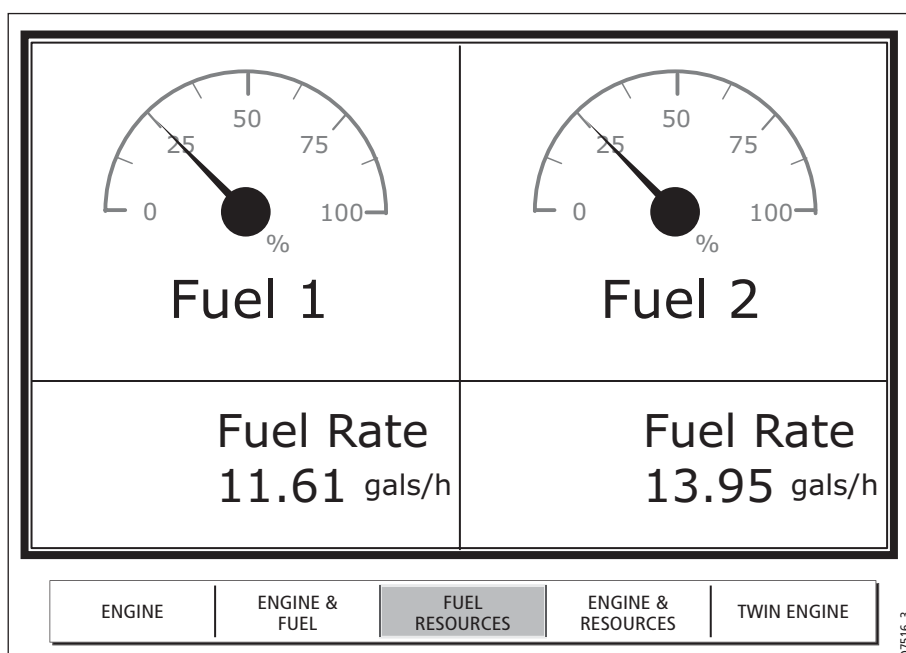 50
25
75
0
100
%
Fuel 1
50
25
75
0
100
%
Fuel 2
Fuel Rate
11.61 gals/h
Fuel Rate
13.95 gals/h
ENGINE
ENGINE &
FUEL
FUEL
RESOURCES
ENGINE &
RESOURCES
TWIN ENGINE